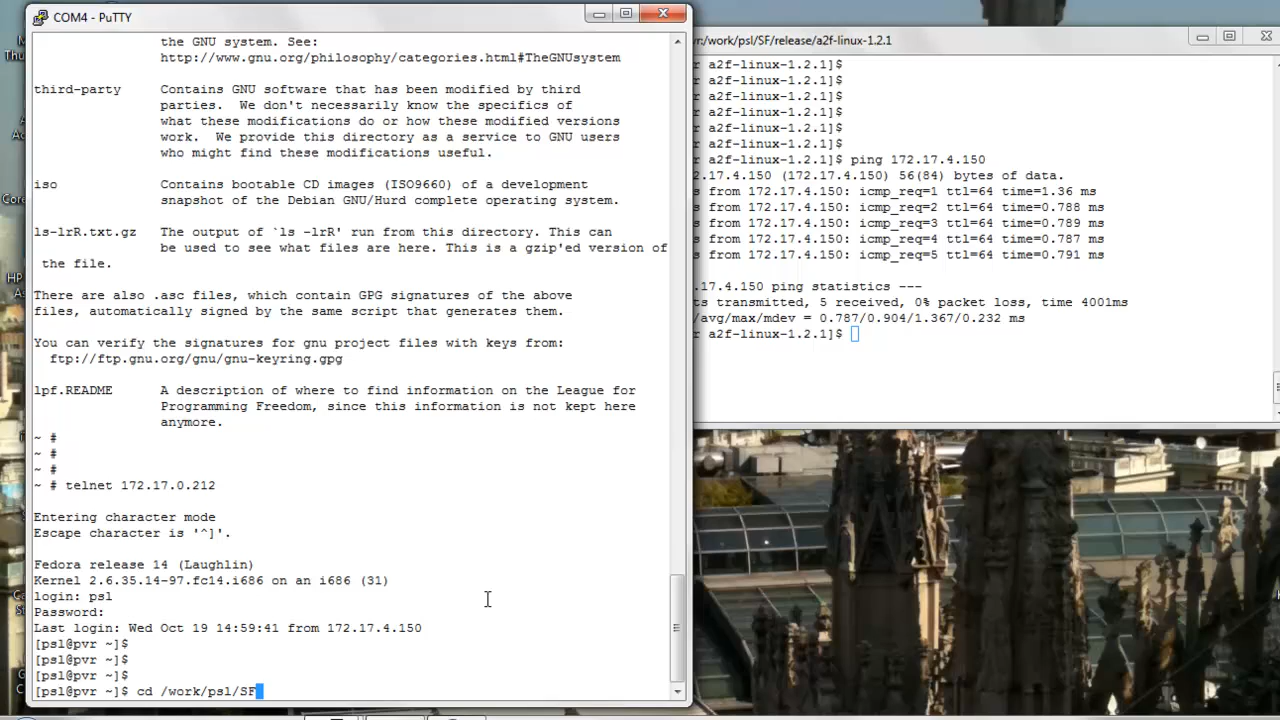 COM4 - PuTTY
the GNU system. See:
http://www.gnu.org/philosophy/categories.html#TheGNUsystem
third-party Contains GNU software that has been modified by third
parties. We don't necessarily know the specifics of
what these modifications do or how these modified versions
work. We provide this directory as a service to GNU users
who might find these modifications useful.
iso Contains bootable CD images (ISO9660) of a development
snapshot of the Debian GNU/Hurd complete operating system.
ls-lrR.txt.gz The output of `ls -lrR' run from this directory. This can
be used to see what files are here. This is a gzip'ed version of
the file.
There are also .asc files, which contain GPG signatures of the above
files, automatically signed by the same script that generates them.
You can verify the signatures for gnu project files with keys from:
ftp://ftp.gnu.org/gnu/gnu-keyring.gpg
lpf.README A description of where to find information on the League for
Programming Freedom, since this information is not kept here
anymore.
~ #
~ #
~ #
~ # telnet 172.17.0.212
Entering character mode
Escape character is '^]'.
Fedora release 14 (Laughlin)
Kernel 2.6.35.14-97.fc14.i686 on an i686 (31)
login: psl
Password:
Last login: Wed Oct 19 14:59:41 from 172.17.4.150
[psl@pvr ~]$
[psl@pvr ~]$
[psl@pvr ~]$
[psl@pvr ~]$ cd /work/psl/SF
vr:/work/psl/SF/release/a2f-linux-1.2.1
r a2f-linux-1.2.1]$
r a2f-linux-1.2.1]$
r a2f-linux-1.2.1]$
r a2f-linux-1.2.1]$
r a2f-linux-1.2.1]$
r a2f-linux-1.2.1]$
r a2f-linux-1.2.1]$ ping 172.17.4.150
2.17.4.150 (172.17.4.150) 56(84) bytes of data.
s from 172.17.4.150: icmp_req=1 ttl=64 time=1.36 ms
s from 172.17.4.150: icmp_req=2 ttl=64 time=0.788 ms
s from 172.17.4.150: icmp_req=3 ttl=64 time=0.789 ms
s from 172.17.4.150: icmp_req=4 ttl=64 time=0.787 ms
s from 172.17.4.150: icmp_req=5 ttl=64 time=0.791 ms
.17.4.150 ping statistics ---
ts transmitted, 5 received, 0% packet loss, time 4001ms
/avg/max/mdev = 0.787/0.904/1.367/0.232 ms
r a2f-linux-1.2.1]$